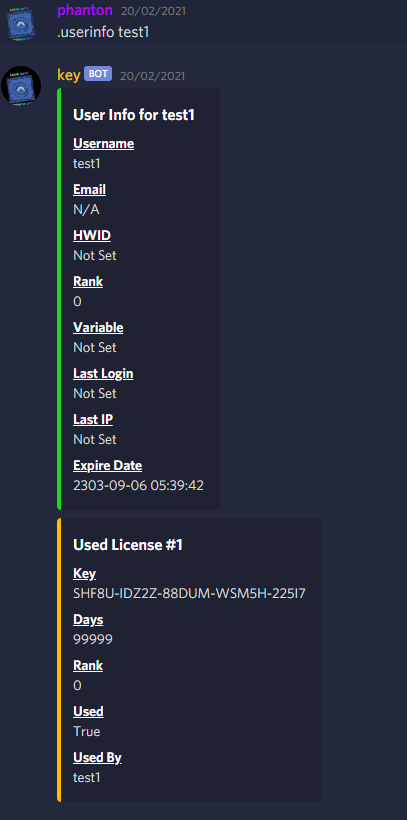 phanton 20/02/2021
.userinfo test1
key BOT 20/02/2021
User Info for test1
Username
test1
Email
N/A
HWID
Not Set
Rank
0
Variable
Not Set
Last Login
Not Set
Last IP
Not Set
Expire Date
2303-09-06 05:39:42
Used License #1
Key
SHF8U-IDZ2Z-88DUM-WSM5H-225I7
Days
99999
Rank
0
Used
True
Used By
test1